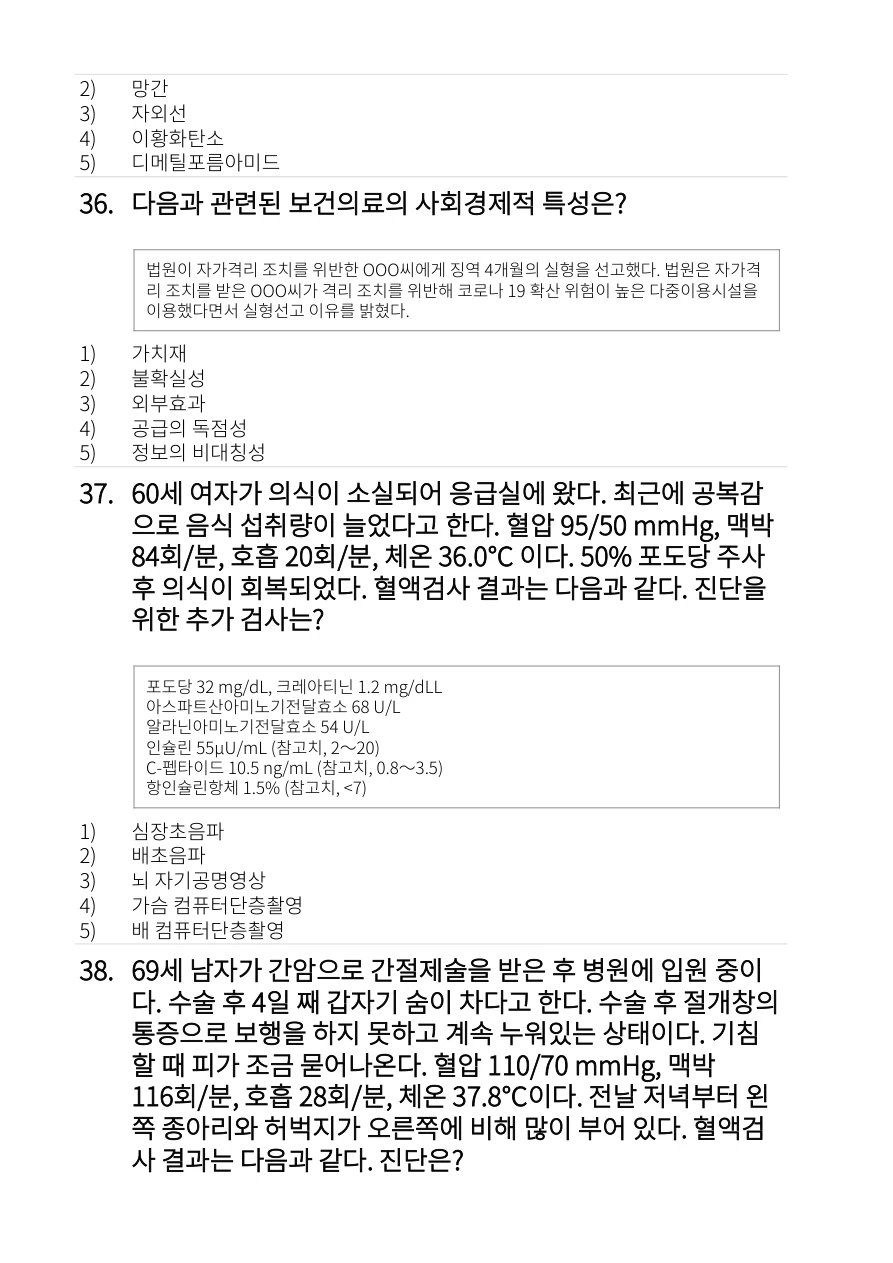 2) 망간
3) 자외선
4) 이황화탄소
5) 디메틸포름아미드
36. 다음과 관련된 보건의료의 사회경제적 특성은?
법원이 자가격리 조치를 위반한 OOO씨에게 징역 4개월의 실형을 선고했다. 법원은 자가격
리 조치를 받은 OOO씨가 격리 조치를 위반해 코로나 19 확산 위험이 높은 다중이용시설을
이용했다면서 실형선고 이유를 밝혔다.
1) 가치재
2) 불확실성
3) 외부효과
4) 공급의 독점성
5) 정보의 비대칭성
37. 60세 여자가 의식이 소실되어 응급실에 왔다. 최근에 공복감
으로 음식 섭취량이 늘었다고 한다. 혈압 95/50 mmHg, 맥박
84회/분, 호흡 20회/분, 체온 36.0°C 이다. 50% 포도당 주사
후 의식이 회복되었다. 혈액검사 결과는 다음과 같다. 진단을
위한 추가 검사는?
포도당 32 mg/dL, 크레아티닌 1.2 mg/dLL
아스파트산아미노기전달효소 68 U/L
알라닌아미노기전달효소 54 U/L
인슐린 55μU/mL (참고치, 2～20)
C-펩타이드 10.5 ng/mL (참고치, 0.8～3.5)
항인슐린항체 1.5% (참고치, <7)
1) 심장초음파
2) 배초음파
3) 뇌 자기공명영상
4) 가슴 컴퓨터단층촬영
5) 배 컴퓨터단층촬영
38. 69세 남자가 간암으로 간절제술을 받은 후 병원에 입원 중이
다. 수술 후 4일 째 갑자기 숨이 차다고 한다. 수술 후 절개창의
통증으로 보행을 하지 못하고 계속 누워있는 상태이다. 기침
할 때 피가 조금 묻어나온다. 혈압 110/70 mmHg, 맥박
116회/분, 호흡 28회/분, 체온 37.8°C이다. 전날 저녁부터 왼
쪽 종아리와 허벅지가 오른쪽에 비해 많이 부어 있다. 혈액검
사 결과는 다음과 같다. 진단은?